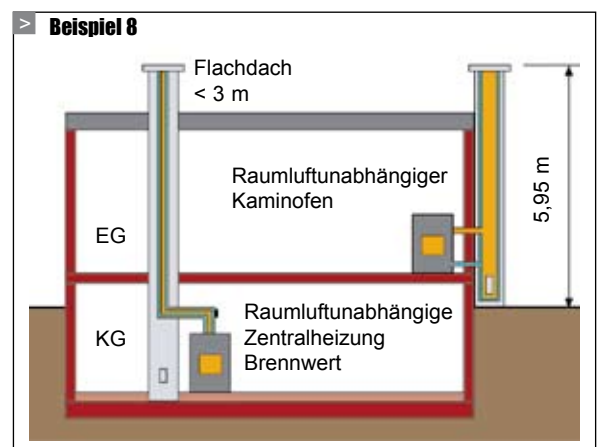 > Beispiel 8
Flachdach
< 3 m
Raumluftunabhängiger
Kaminofen
5,95 m
EG
Raumluftunabhängige
Zentralheizung
Brennwert
KG